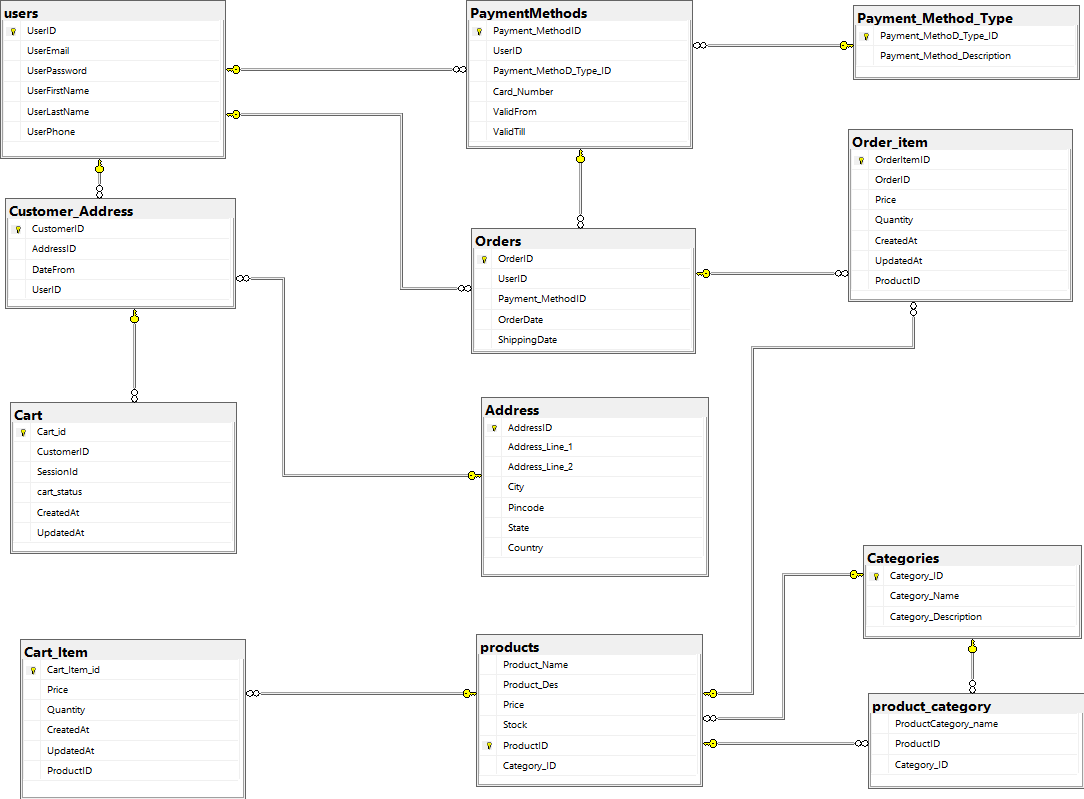 users
UserID
UserEmail
UserPassword
UserFirstName
UserLastName
UserPhone
PaymentMethods
Payment_MethodID
UserID
Payment_MethoD_Type_ID
Card_Number
ValidFrom
ValidTill
Payment_Method_Type
Payment_MethoD_Type_ID
Payment_Method_Description
Order_item
OrderItemID
OrderID
Price
Quantity
CreatedAt
UpdatedAt
ProductID
Customer_Address
CustomerID
AddressID
DateFrom
UserID
Orders
OrderID
UserID
Payment_MethodID
OrderDate
ShippingDate
Cart
Cart_id
CustomerID
SessionId
cart_status
CreatedAt
UpdatedAt
Address
AddressID
Address_Line_1
Address_Line_2
City
Pincode
State
Country
Categories
Category_ID
Category_Name
Category_Description
Cart_Item
Cart_Item_id
Price
Quantity
CreatedAt
UpdatedAt
ProductID
products
Product_Name
Product_Des
Price
Stock
ProductID
Category_ID
product_category
ProductCategory_name
ProductID
Category_ID